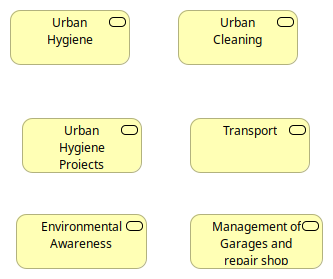 Urban
Hygiene
Urban
Cleaning
Urban
Hygiene
Projects
Transport
Environmental
Awareness
Management of
Garages and
repair shop